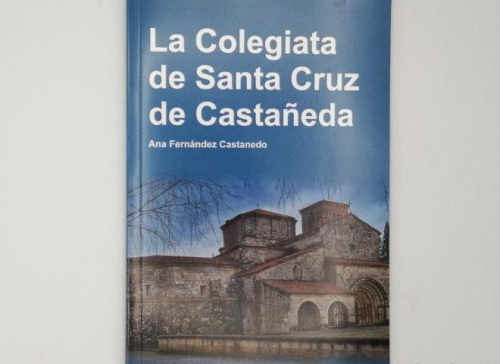 La Colegiata
de Santa Cruz
de Castañeda
Ana Fernández Castanedo